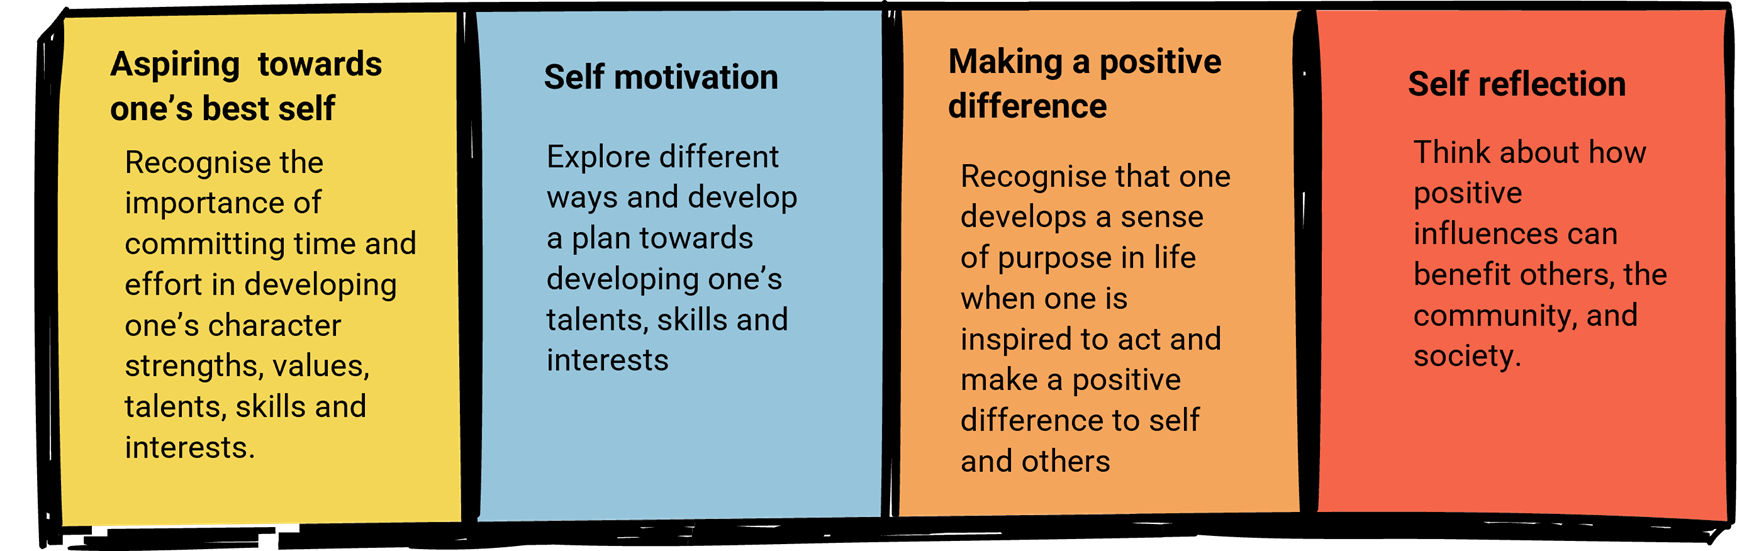 Aspiring  towards
one’s best self
Recognise the
importance of
committing time and
effort in developing
one’s character
strengths, values,
talents, skills and
interests.
Self motivation
Explore different
ways and develop
a plan towards
developing one’s
talents, skills and
interests
Making a positive
difference
Recognise that one
develops a sense
of purpose in life
when one is
inspired to act and
make a positive
difference to self
and others
Self reflection
Think about how
positive
influences can
benefit others, the
community, and
society.